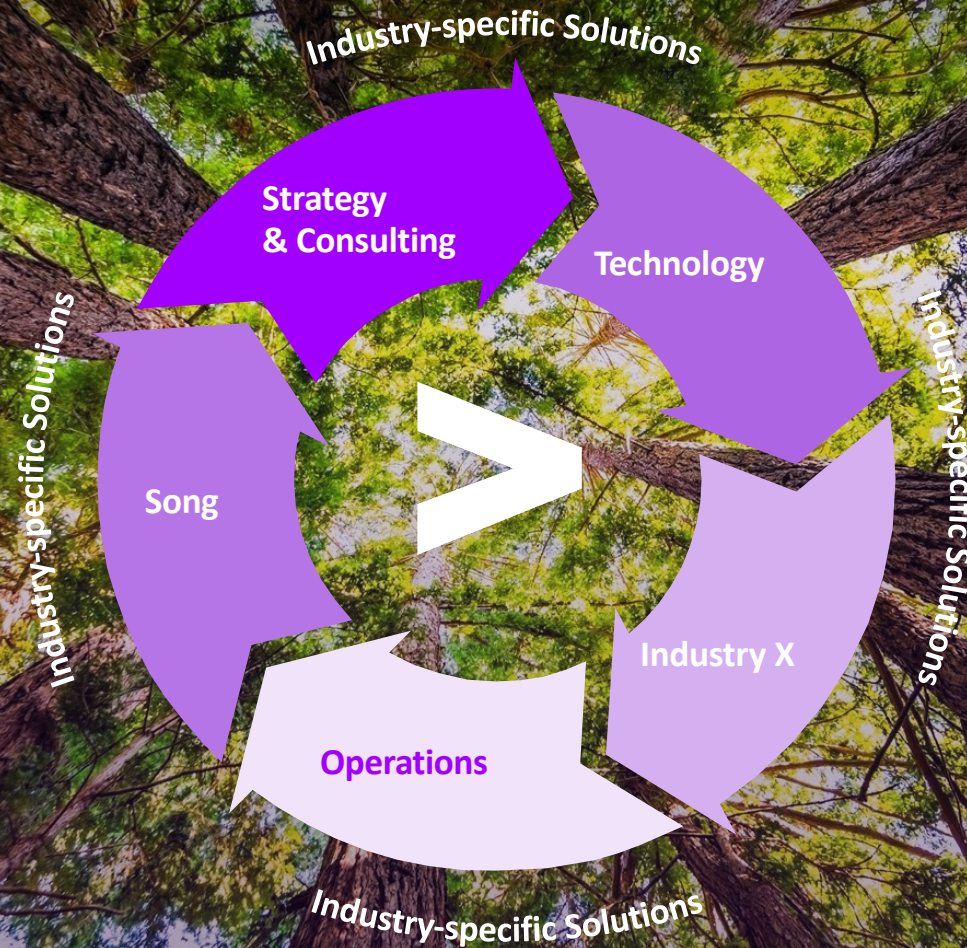 Industry-specific Solutions
Strategy
& Consulting
Technology
Industry-specific Solutions
Industry-specific Solutions
Song
Industry X
Operations
Industry-specific Solutions